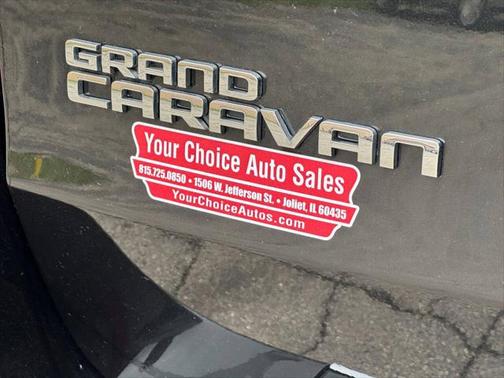 GRAND
CARAVAN
Your Choice Auto Sales
815.725.0850 • 1506 W. Jefferson St. • Joliet, IL 60435
YourChoiceAutos.com